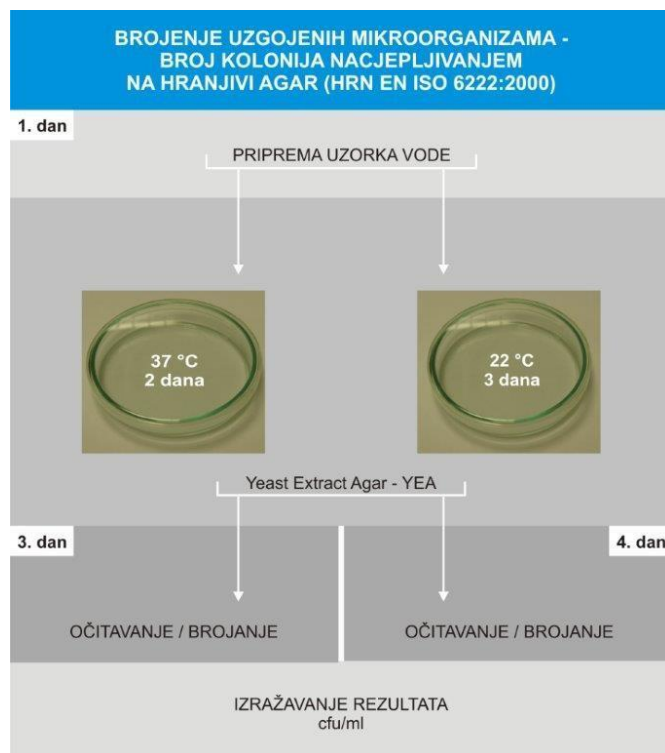 BROJENJE UZGOJENIH MIKROORGANIZAMA -
BROJ KOLONIJA NACJEPLJIVANJEM
NA HRANJIVI AGAR (HRN EN ISO 6222:2000)
1. dan
PRIPREMA UZORKA VODE
37 °C
2 dana
22 °C
3 dana
Yeast Extract Agar - YEA
3. dan
4. dan
OČITAVANJE / BROJANJE
OČITAVANJE / BROJANJE
IZRAŽAVANJE REZULTATA
cfu/ml